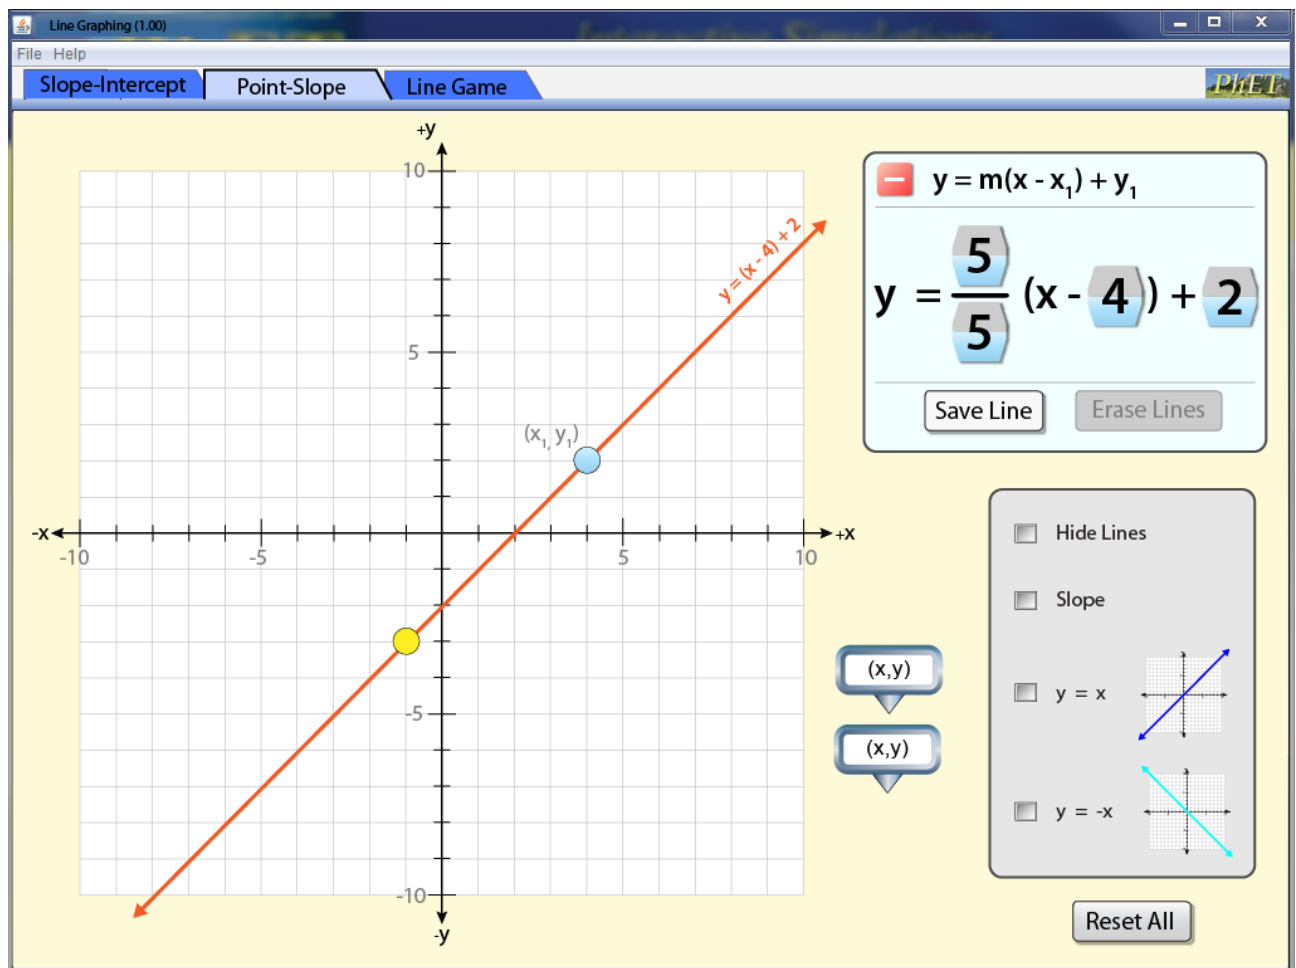 Line Graphing (1.00)
File Help
Slope-Intercept Point-Slope Line Game
PhET
+y
10
y = (x - 4) + 2
5
(x1, y1)
-x
+x
-10
-5
5
10
-5
-10
-y
y = m(x - x1) + y1
y = 5/5 (x - 4) + 2
Save Line Erase Lines
(x,y)
(x,y)
Hide Lines
Slope
y = x
y = -x
Reset All